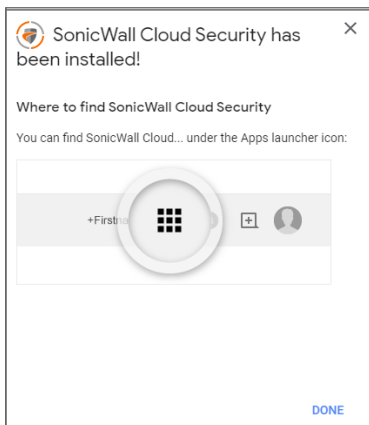 SonicWall Cloud Security has
been installed!
Where to find SonicWall Cloud Security
You can find SonicWall Cloud... under the Apps launcher icon:
+Firstna
DONE